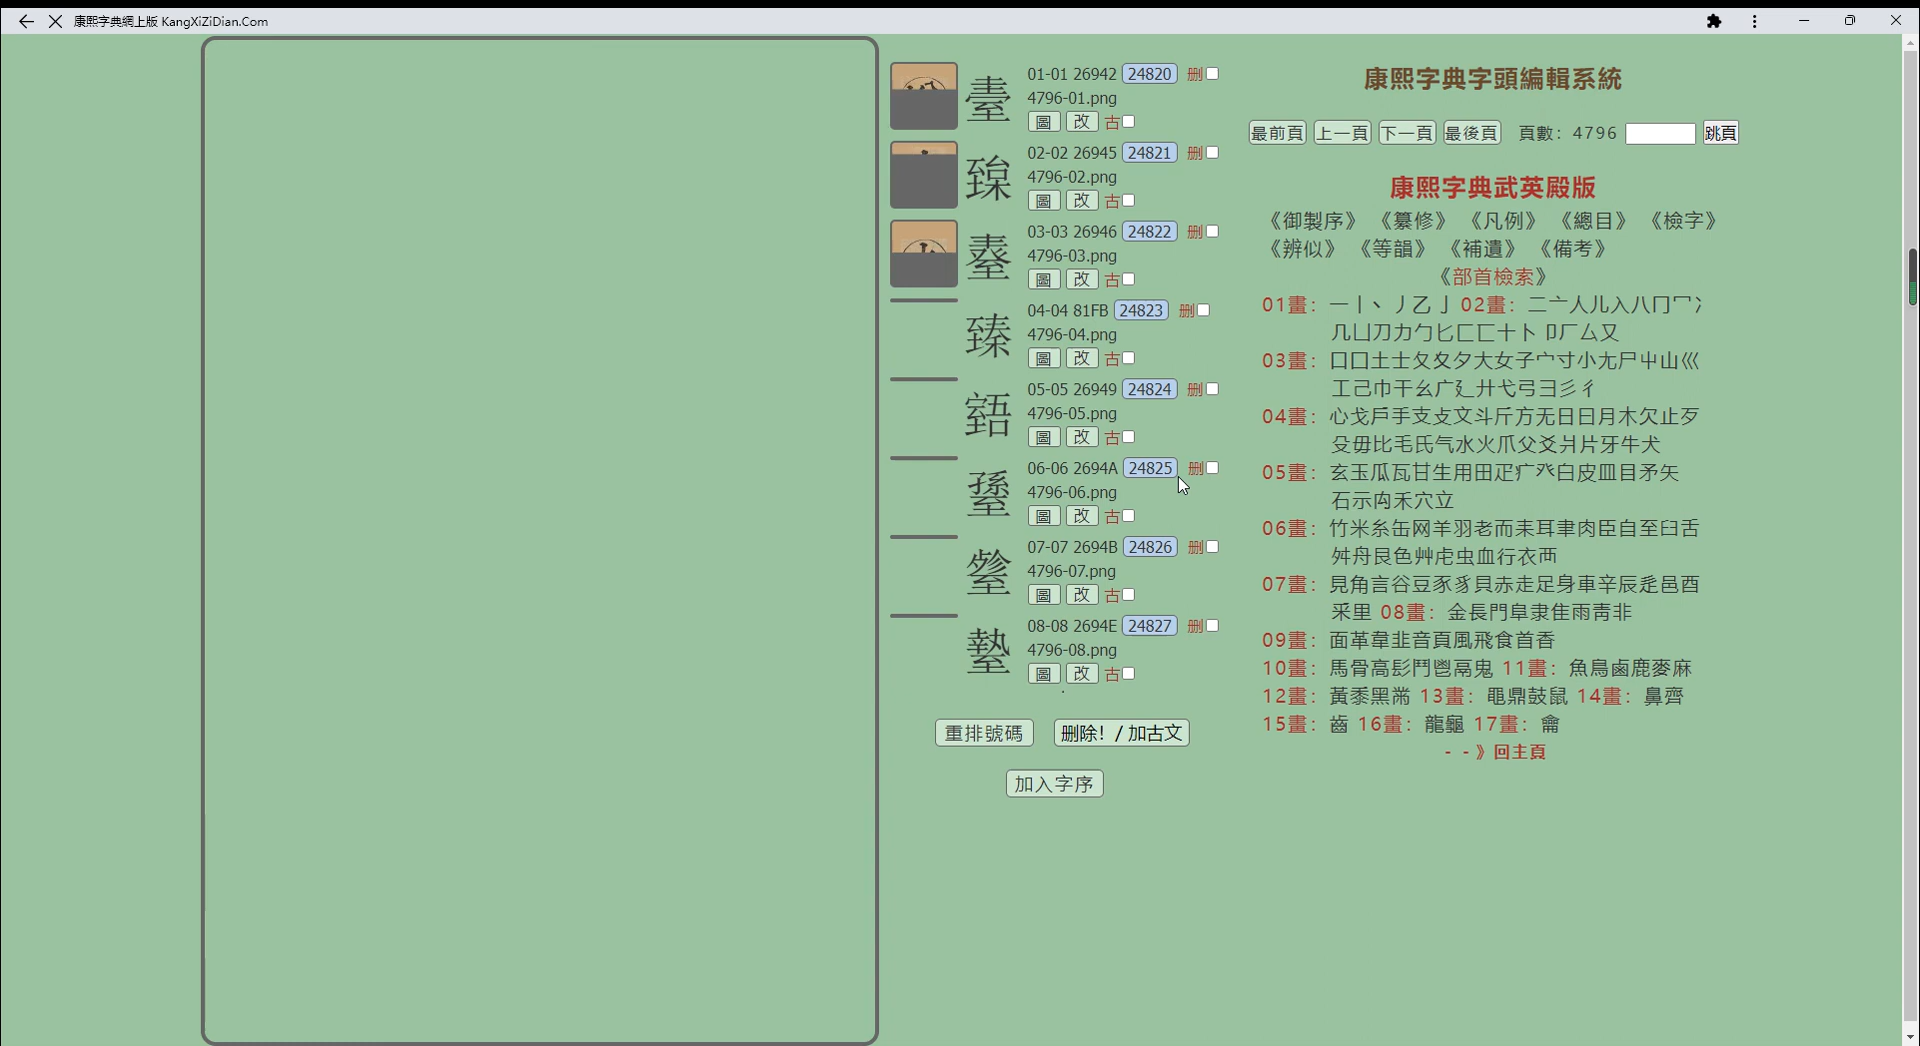 康熙字典網上版 KangXiZiDian.Com
01-01 26942 24820 刪
4796-01.png
圖 改 古
02-02 26945 24821 刪
4796-02.png
圖 改 古
03-03 26946 24822 刪
4796-03.png
圖 改 古
臻
04-04 81FB 24823 刪
4796-04.png
圖 改 古
05-05 26949 24824 刪
4796-05.png
圖 改 古
06-06 2694A 24825 刪
4796-06.png
圖 改 古
07-07 2694B 24826 刪
4796-07.png
圖 改 古
08-08 2694E 24827 刪
4796-08.png
圖 改 古
重排號碼 刪除! / 加古文
加入字序
康熙字典字頭編輯系統
最前頁 上一頁 下一頁 最後頁 頁數: 4796 跳頁
康熙字典武英殿版
《御製序》 《纂修》 《凡例》 《總目》 《檢字》
《辨似》 《等韻》 《補遺》 《備考》
《部首檢索》
01畫: 一丨丶丿乙亅 02畫: 二亠人儿入八冂冖冫
几凵刀力勹匕匚匸十卜卩厂厶又
03畫: 口囗土士夂夊夕大女子宀寸小尢尸屮山巛
工己巾干幺广廴廾弋弓彐彡彳
04畫: 心戈戶手支攴文斗斤方无日曰月木欠止歹
殳毋比毛氏气水火爪父爻爿片牙牛犬
05畫: 玄玉瓜瓦甘生用田疋疒癶白皮皿目矛矢
石示禸禾穴立
06畫: 竹米糸缶网羊羽老而耒耳聿肉臣自至臼舌
舛舟艮色艸虍虫血行衣襾
07畫: 見角言谷豆豕豸貝赤走足身車辛辰辵邑酉
釆里 08畫: 金長門阜隶隹雨靑非
09畫: 面革韋韭音頁風飛食首香
10畫: 馬骨高髟鬥鬯鬲鬼 11畫: 魚鳥鹵鹿麥麻
12畫: 黃黍黑黹 13畫: 黽鼎鼓鼠 14畫: 鼻齊
15畫: 齒 16畫: 龍龜 17畫: 龠
- -》回主頁